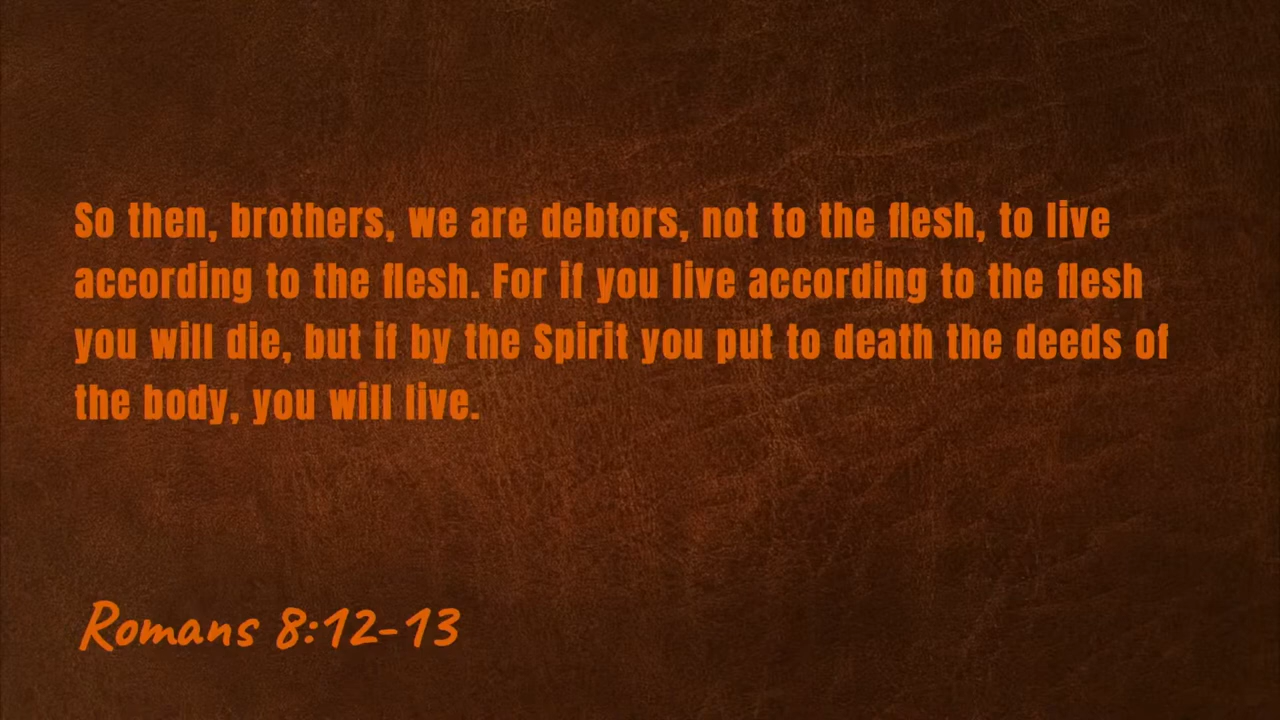 So then, brothers, we are debtors, not to the flesh, to live
according to the flesh. For if you live according to the flesh
you will die, but if by the Spirit you put to death the deeds of
the body, you will live.
Romans 8:12-13